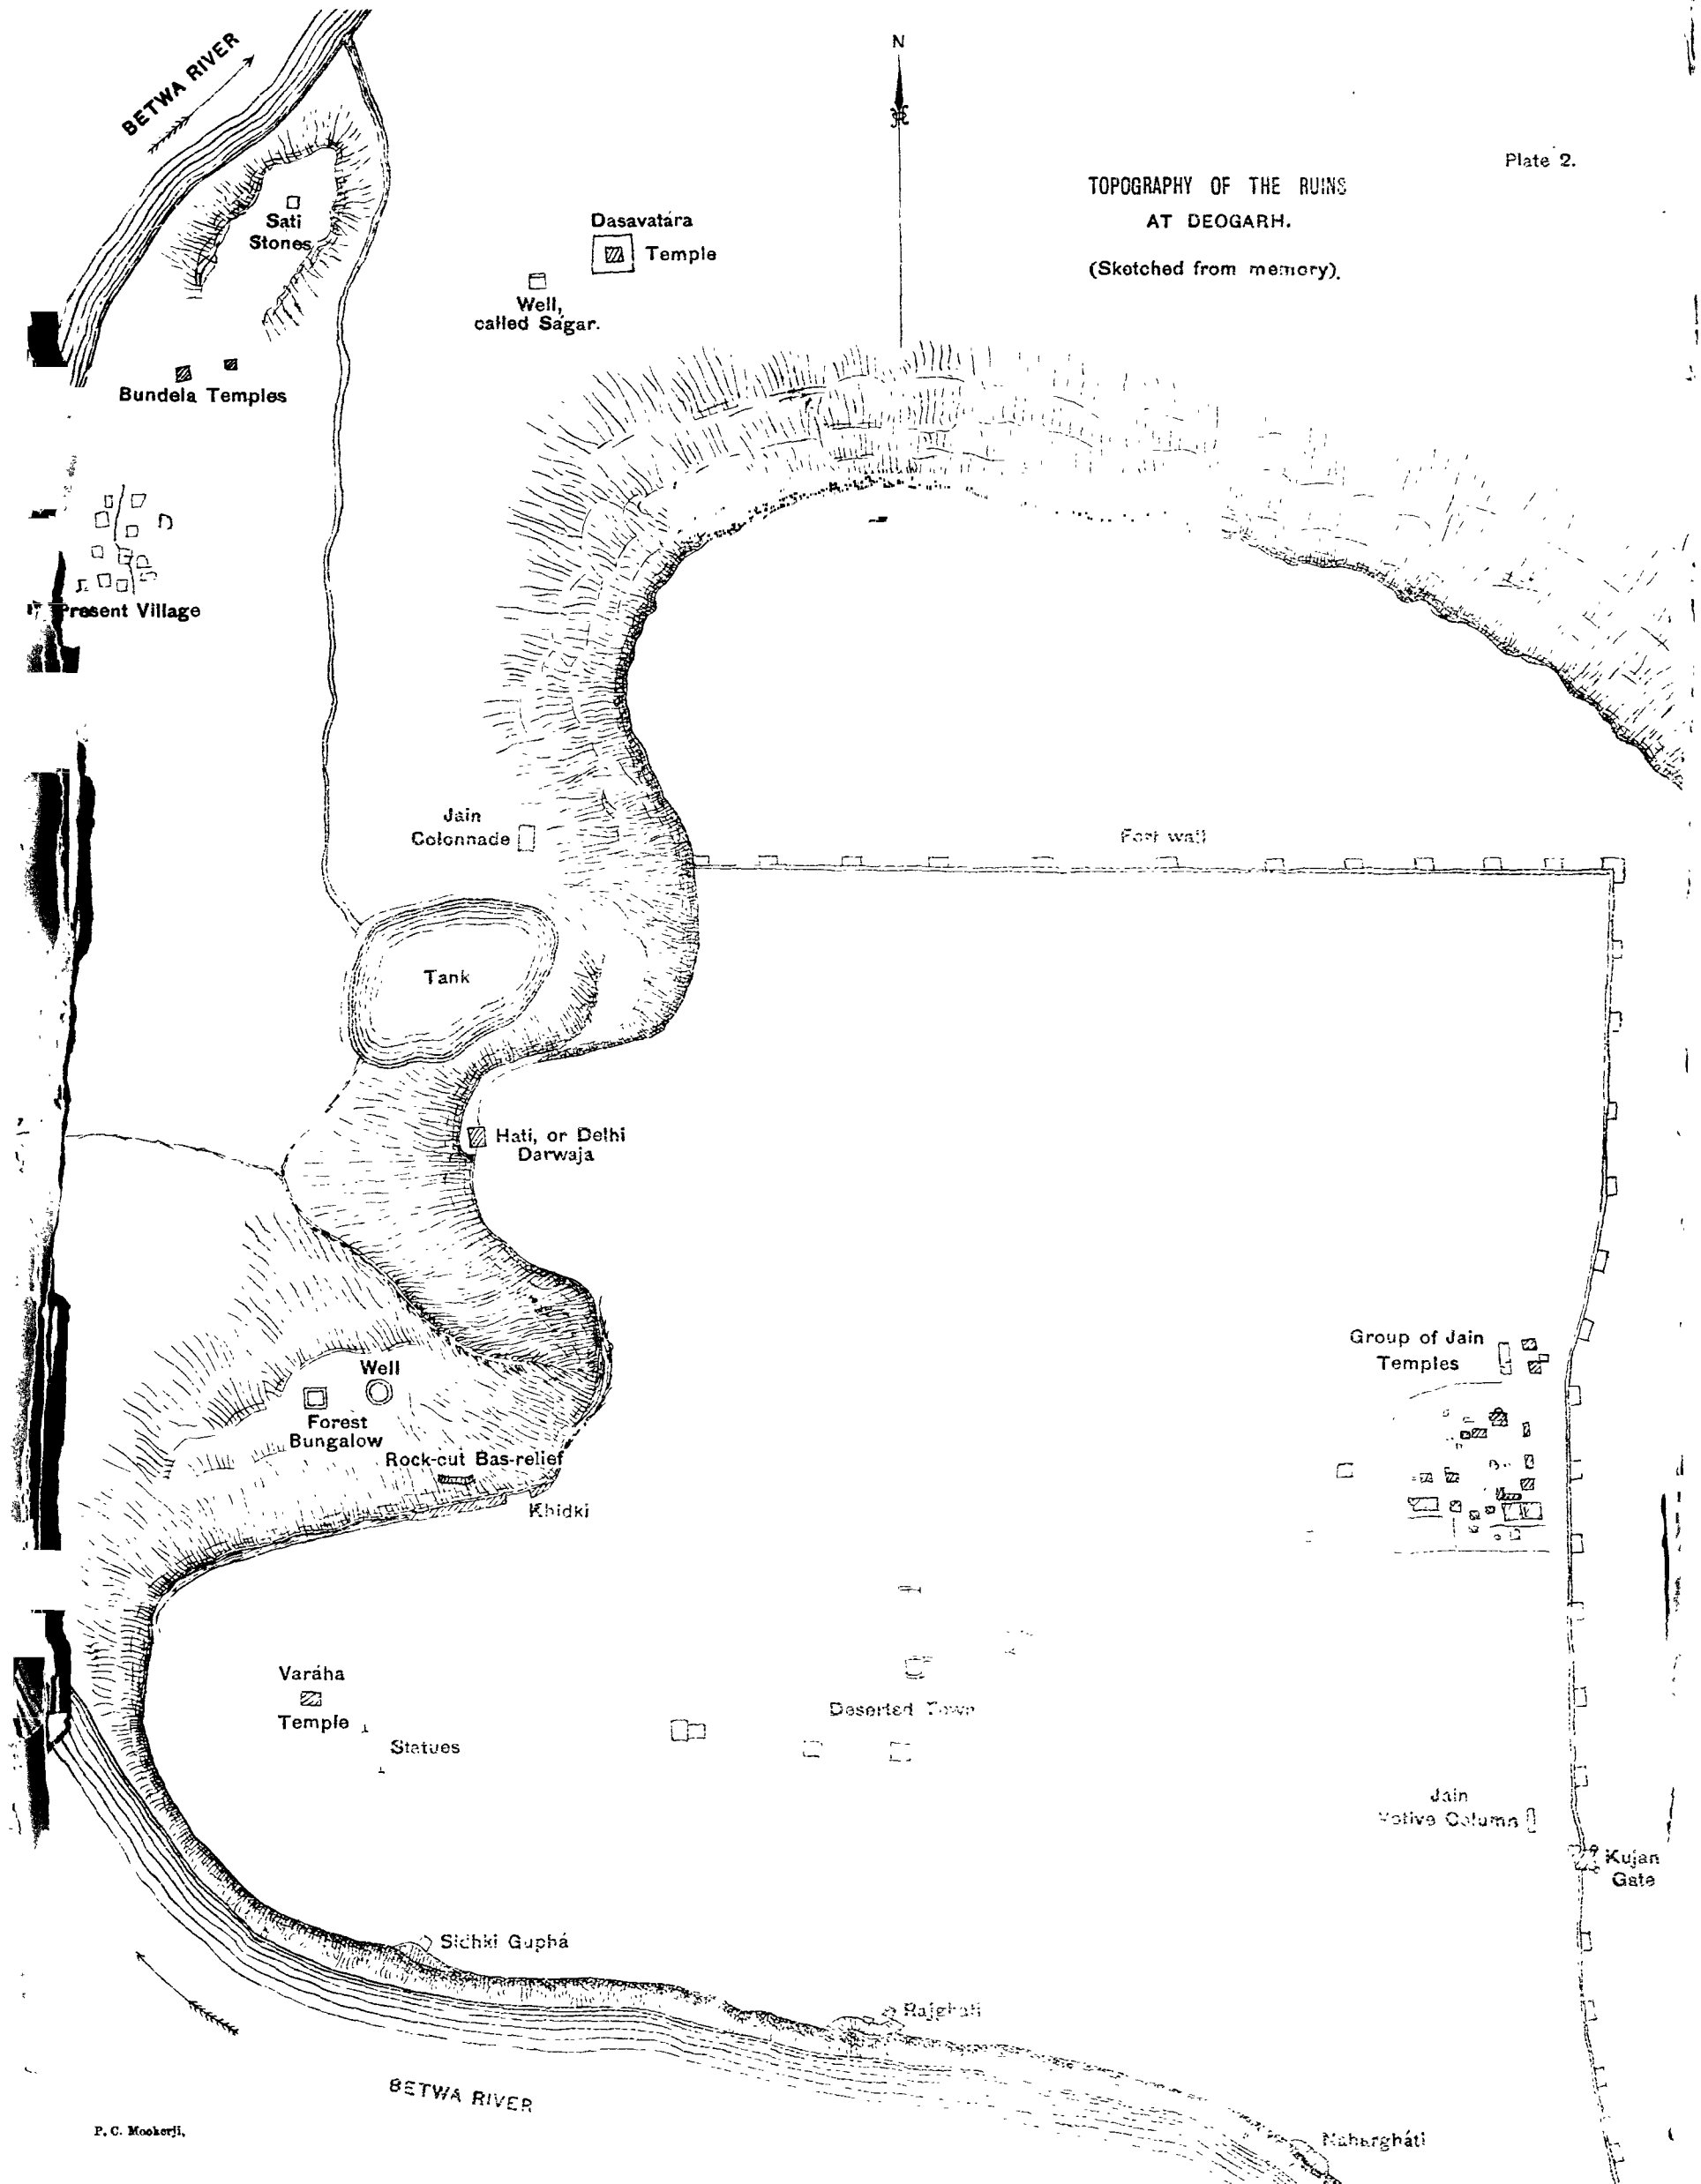 BETWA RIVER
N
Plate 2.
TOPOGRAPHY OF THE RUINS
AT DEOGARH.
(Sketched from memory).
Sati
Stones
Dasavatára
Temple
Well,
called Ságar.
Bundela Temples
Present Village
Jain
Colonnade
Fort wall
Tank
Hati, or Delhi
Darwaja
Group of Jain
Temples
Well
Forest
Bungalow
Rock-cut Bas-relief
Khidki
Varáha
Temple
Statues
Deserted Town
Jain
Votive Column
Kujan
Gate
Sichki Guphá
Rajgháti
BETWA RIVER
Nahargháti
P. C. Mookerji,